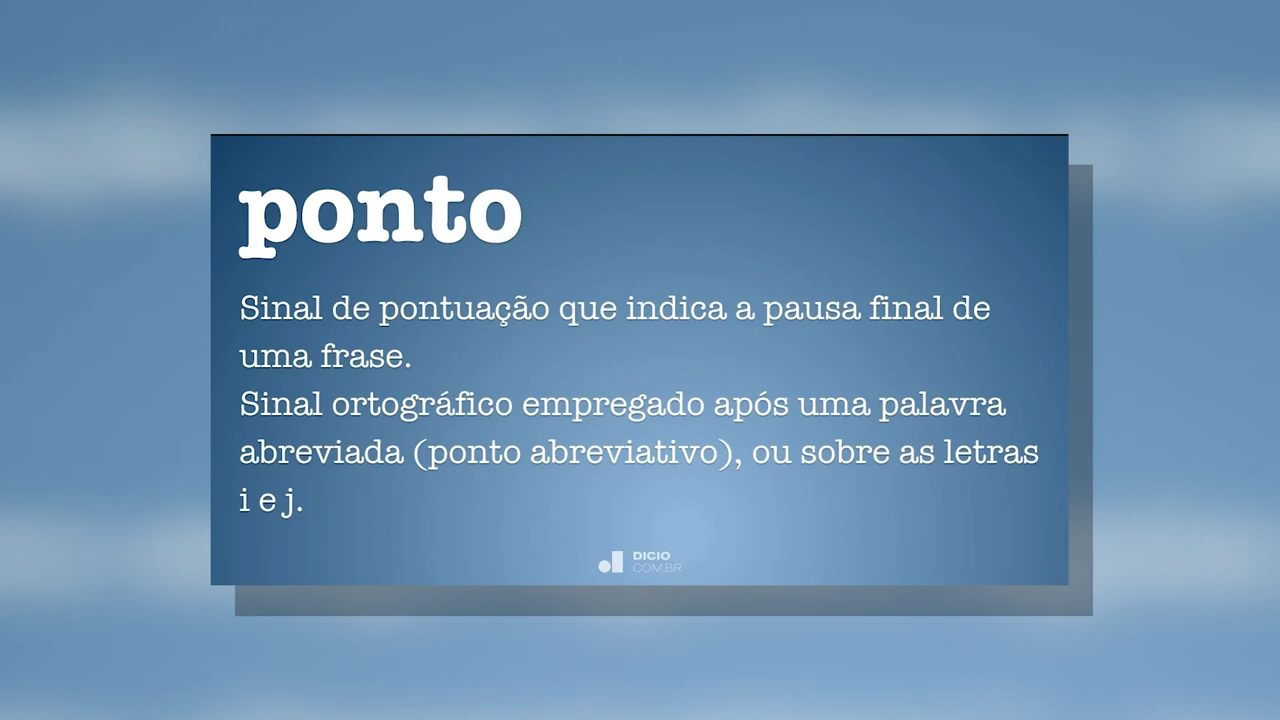 ponto
Sinal de pontuação que indica a pausa final de
uma frase.
Sinal ortográfico empregado após uma palavra
abreviada (ponto abreviativo), ou sobre as letras
i e j.
DICIO
.COM.BR